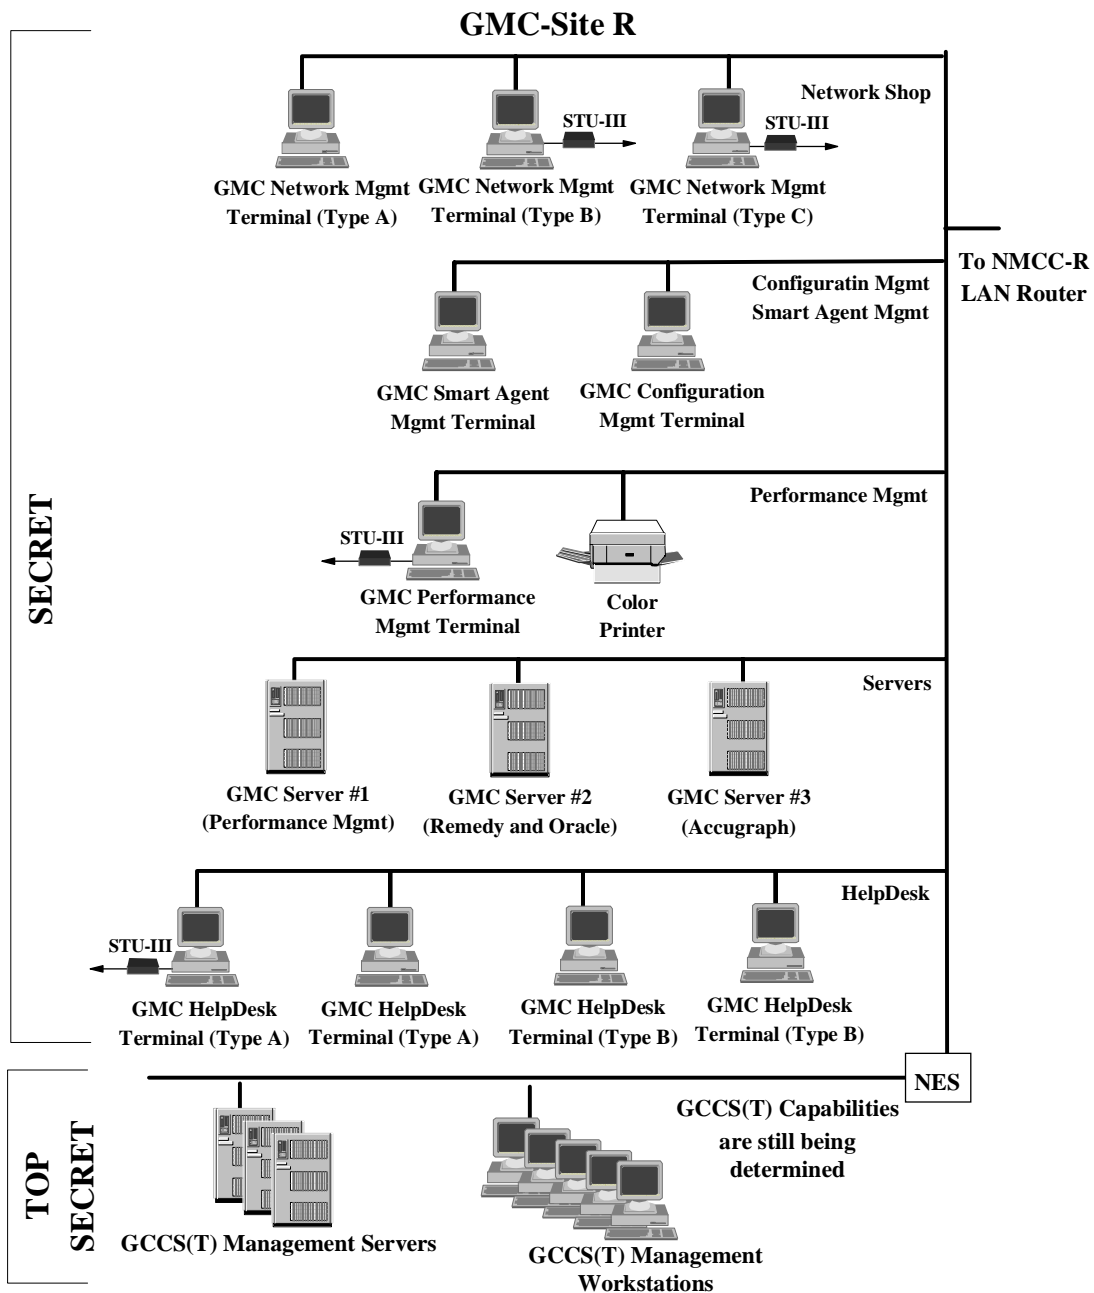 GMC-Site R
SECRET
Network Shop
STU-III
STU-III
GMC Network Mgmt
Terminal (Type A)
GMC Network Mgmt
Terminal (Type B)
GMC Network Mgmt
Terminal (Type C)
To NMCC-R
LAN Router
Configuratin Mgmt
Smart Agent Mgmt
GMC Smart Agent
Mgmt Terminal
GMC Configuration
Mgmt Terminal
Performance Mgmt
STU-III
GMC Performance
Mgmt Terminal
Color
Printer
Servers
GMC Server #1
(Performance Mgmt)
GMC Server #2
(Remedy and Oracle)
GMC Server #3
(Accugraph)
HelpDesk
STU-III
GMC HelpDesk
Terminal (Type A)
GMC HelpDesk
Terminal (Type A)
GMC HelpDesk
Terminal (Type B)
GMC HelpDesk
Terminal (Type B)
TOP
SECRET
NES
GCCS(T) Capabilities
are still being
determined
GCCS(T) Management Servers
GCCS(T) Management
Workstations